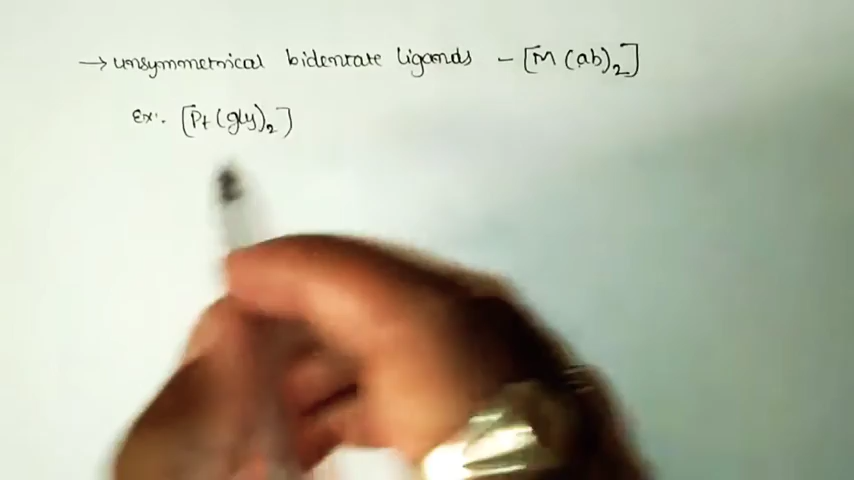 → unsymmetrical bidentate ligands - [M(ab)₂]
Ex:. [Pt(gly)₂]